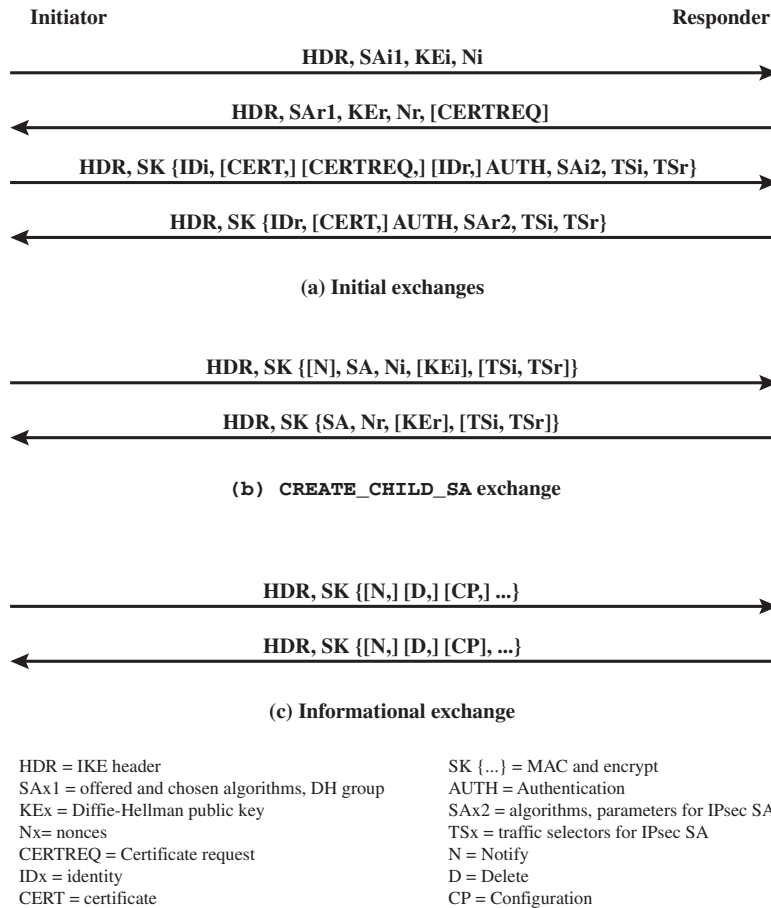 Initiator Responder
HDR, SAi1, KEi, Ni
HDR, SAr1, KEr, Nr, [CERTREQ]
HDR, SK {IDi, [CERT,] [CERTREQ,] [IDr,] AUTH, SAi2, TSi, TSr}
HDR, SK {IDr, [CERT,] AUTH, SAr2, TSi, TSr}
(a) Initial exchanges
HDR, SK {[N], SA, Ni, [KEi], [TSi, TSr]}
HDR, SK {SA, Nr, [KEr], [TSi, TSr]}
(b) CREATE_CHILD_SA exchange
HDR, SK {[N,] [D,] [CP,] ...}
HDR, SK {[N,] [D,] [CP], ...}
(c) Informational exchange
HDR = IKE header
SAx1 = offered and chosen algorithms, DH group
KEx = Diffie-Hellman public key
Nx= nonces
CERTREQ = Certificate request
IDx = identity
CERT = certificate
SK {...} = MAC and encrypt
AUTH = Authentication
SAx2 = algorithms, parameters for IPsec SA
TSx = traffic selectors for IPsec SA
N = Notify
D = Delete
CP = Configuration